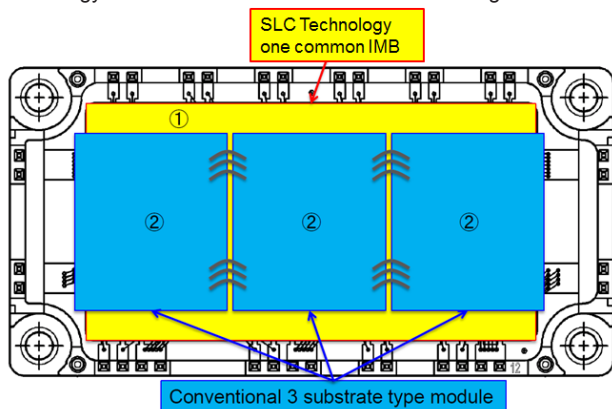 SLC Technology
one common IMB
①
②
②
②
12
Conventional 3 substrate type module